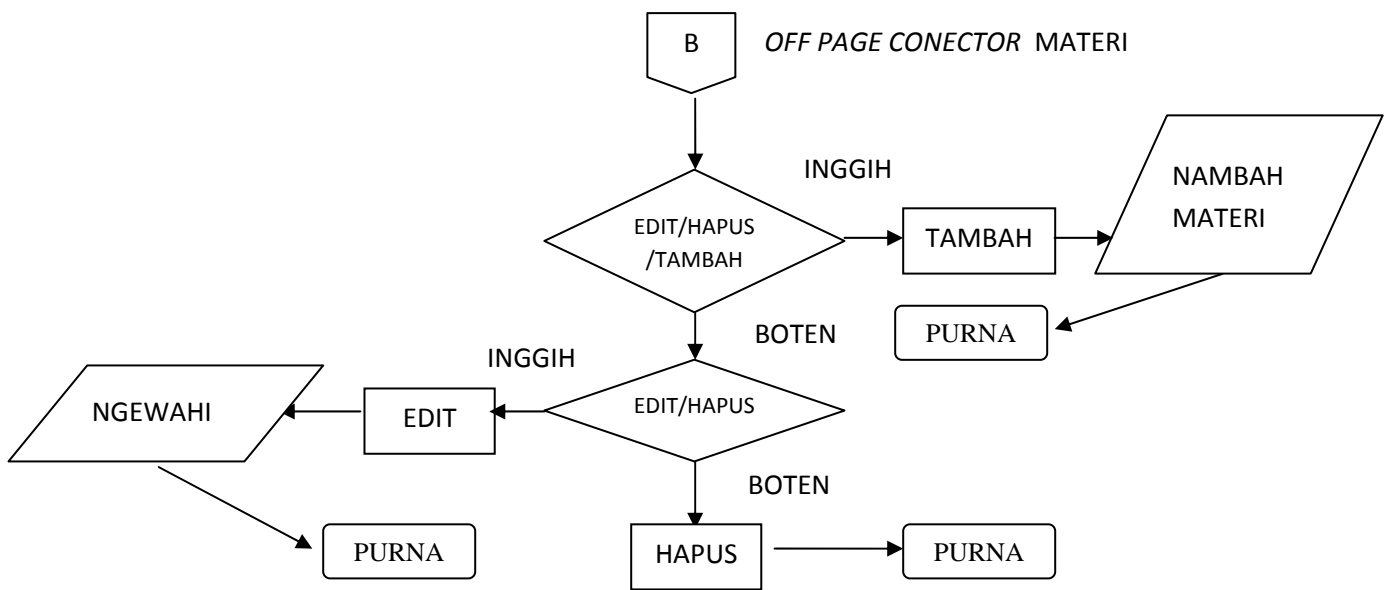 B
OFF PAGE CONECTOR MATERI
INGGIH
EDIT/HAPUS
/TAMBAH
TAMBAH
NAMBAH
MATERI
PURNA
BOTEN
INGGIH
NGEWAHI
EDIT
EDIT/HAPUS
BOTEN
PURNA
HAPUS
PURNA